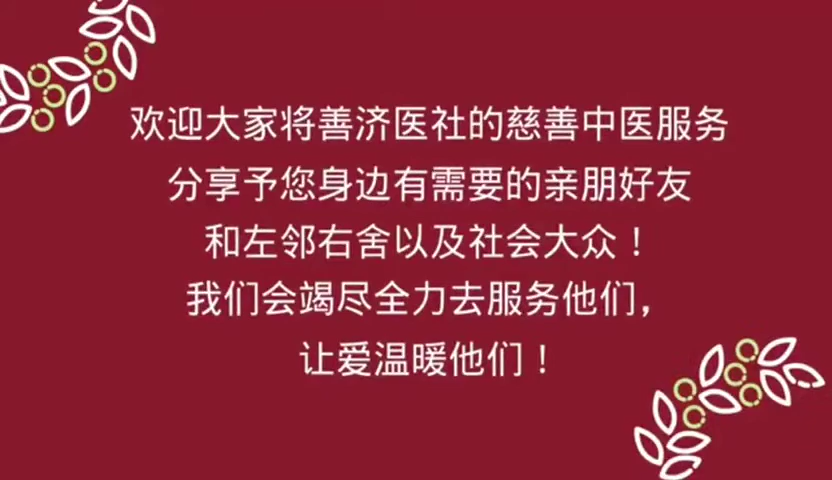 欢迎大家将善济医社的慈善中医服务
分享予您身边有需要的亲朋好友
和左邻右舍以及社会大众！
我们会竭尽全力去服务他们，
让爱温暖他们！